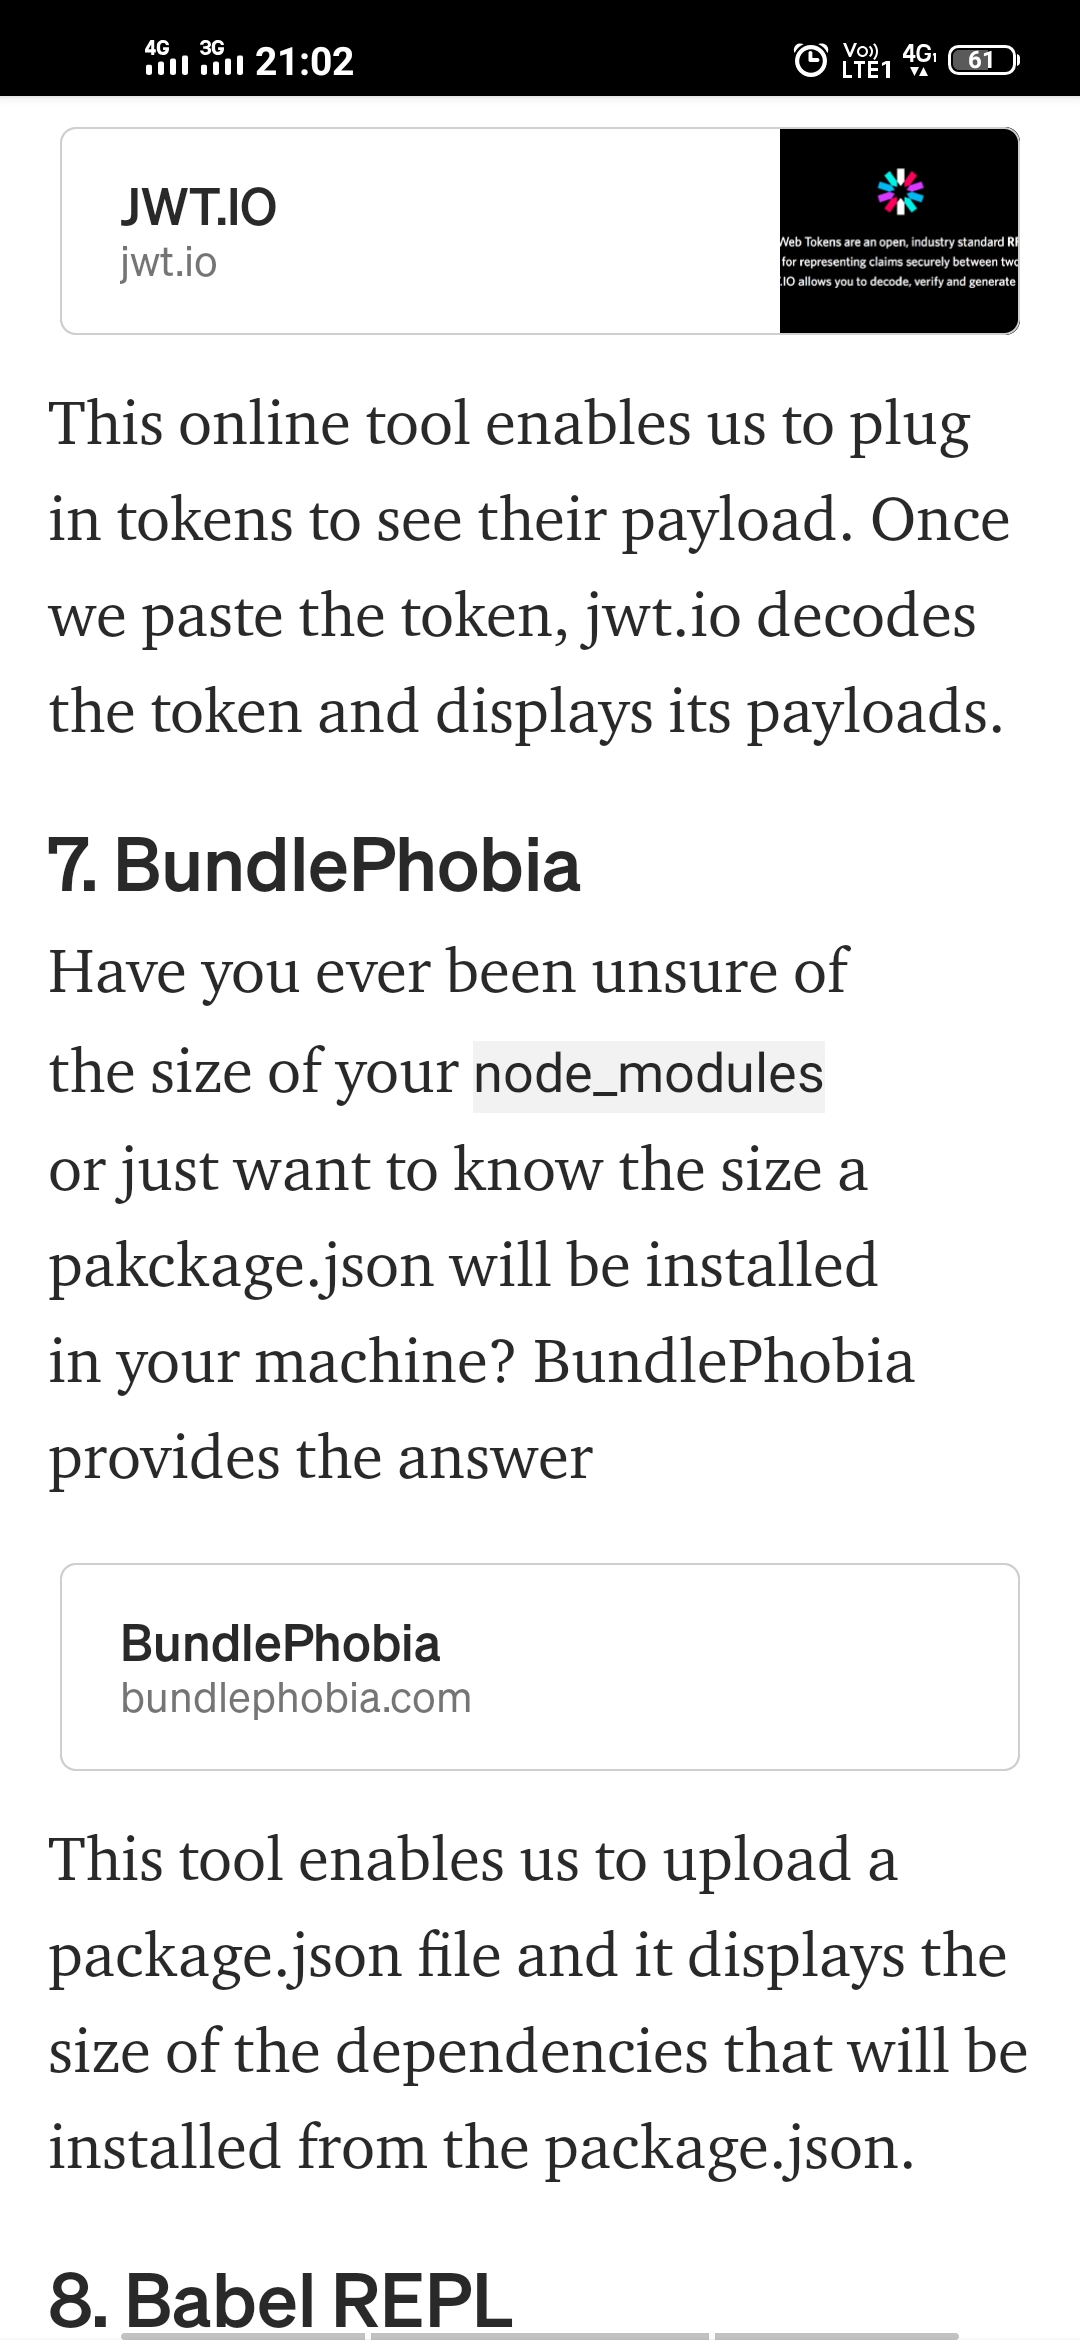 4G 3G 21:02 Vo)) LTE1 4G1 61
JWT.IO
jwt.io
Web Tokens are an open, industry standard
for representing claims securely between
.IO allows you to decode, verify and generate
This online tool enables us to plug
in tokens to see their payload. Once
we paste the token, jwt.io decodes
the token and displays its payloads.
7. BundlePhobia
Have you ever been unsure of
the size of your node_modules
or just want to know the size a
pakckage.json will be installed
in your machine? BundlePhobia
provides the answer
BundlePhobia
bundlephobia.com
This tool enables us to upload a
package.json file and it displays the
size of the dependencies that will be
installed from the package.json.
8. Babel REPL